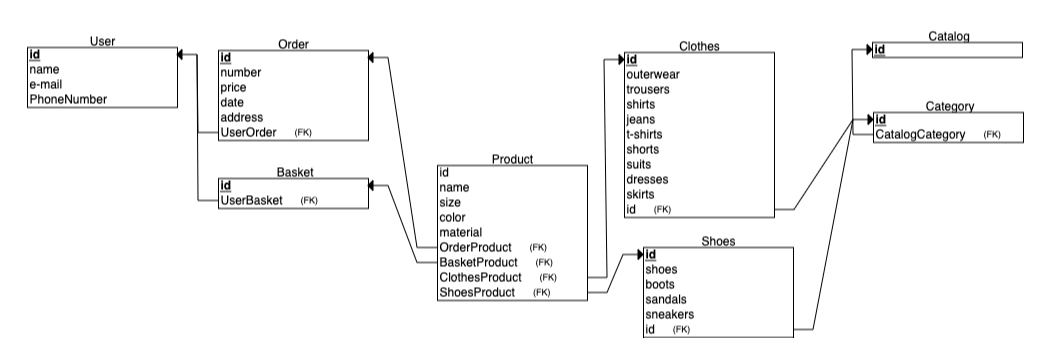 User
id
name
e-mail
PhoneNumber
Order
id
number
price
date
address
UserOrder (FK)
Basket
id
UserBasket (FK)
Product
id
name
size
color
material
OrderProduct (FK)
BasketProduct (FK)
ClothesProduct (FK)
ShoesProduct (FK)
Clothes
id
outerwear
trousers
shirts
jeans
t-shirts
shorts
suits
dresses
skirts
id (FK)
Shoes
id
shoes
boots
sandals
sneakers
id (FK)
Catalog
id
Category
id
CatalogCategory (FK)